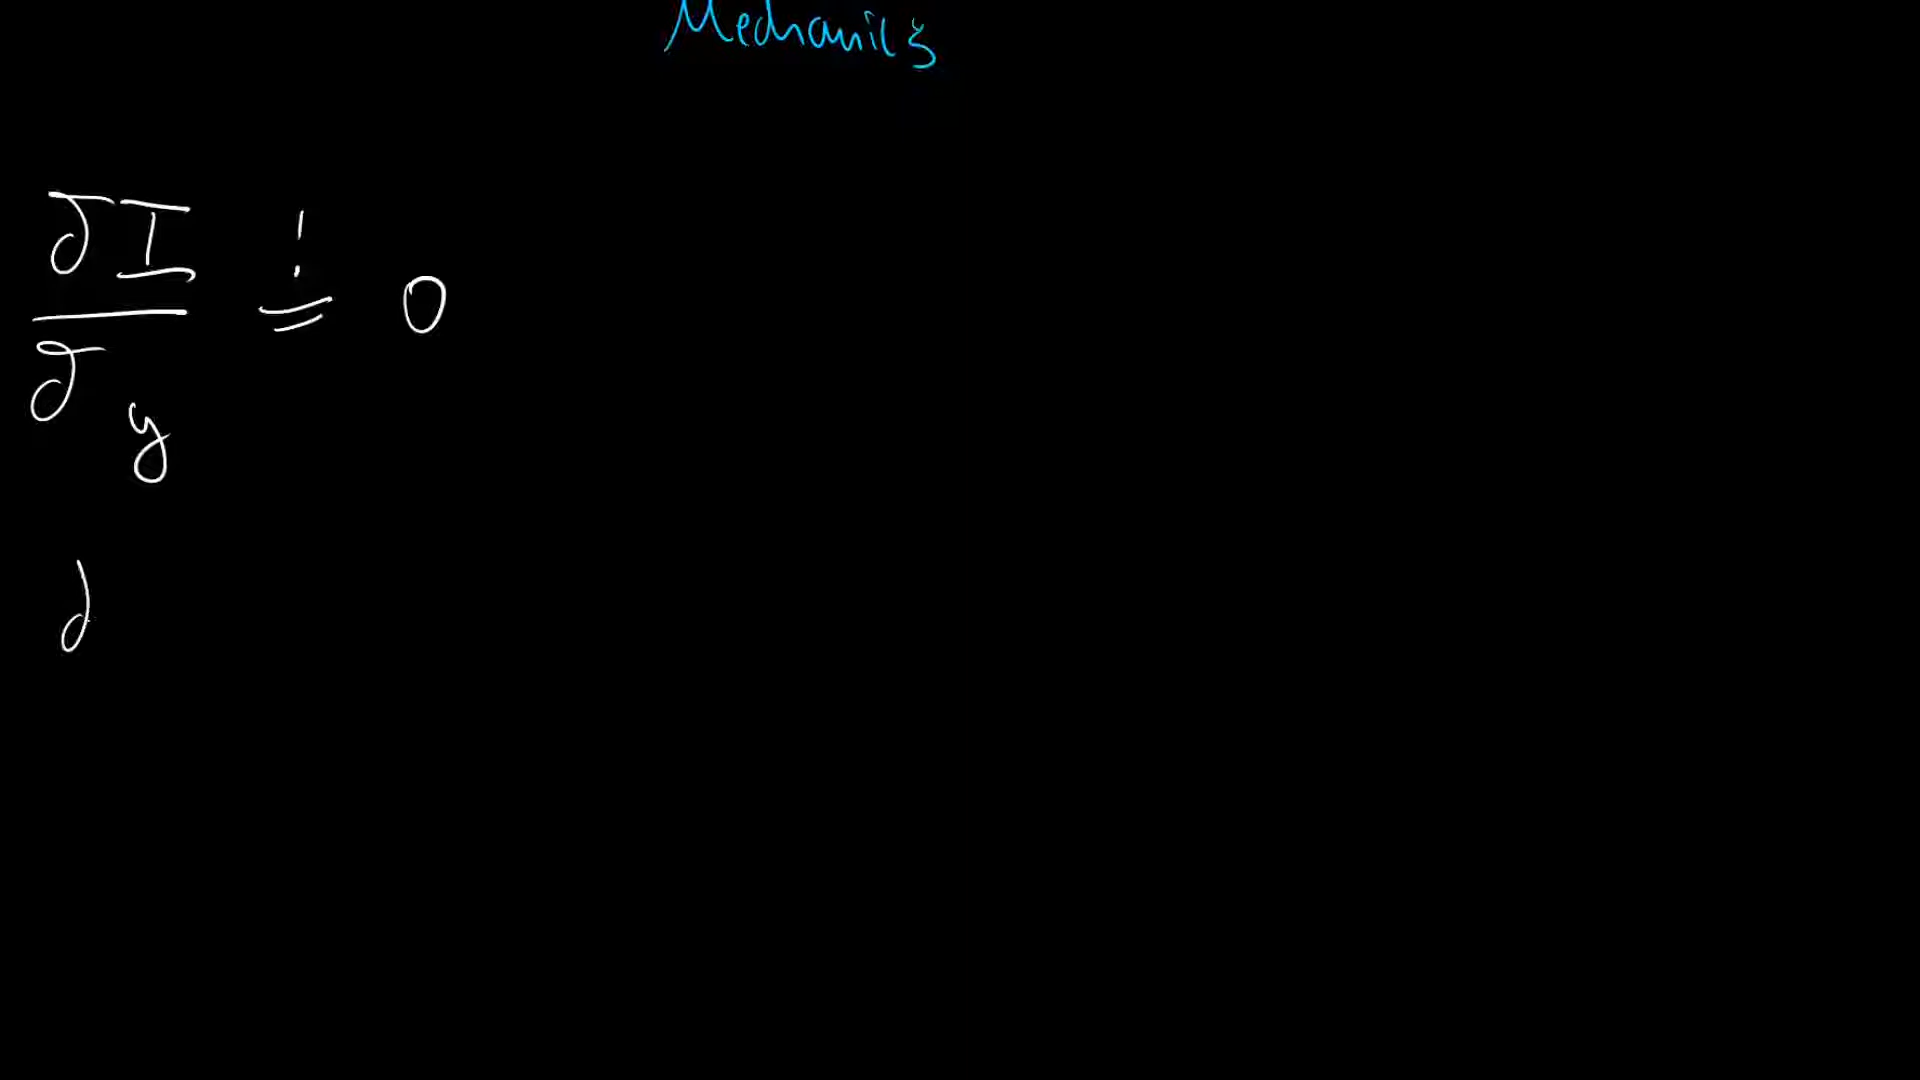 Mechanics
δI
— ≟ 0
δy
∂